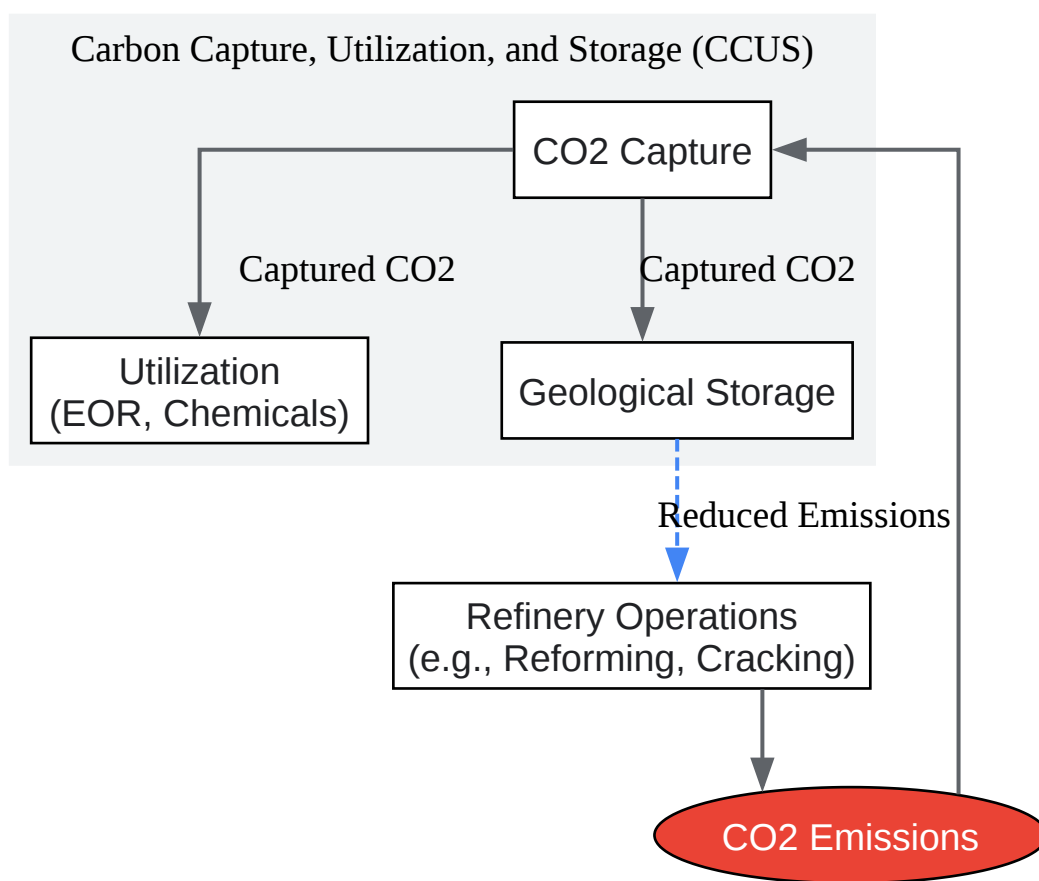 Carbon Capture, Utilization, and Storage (CCUS)
CO2 Capture
Captured CO2
Captured CO2
Utilization
(EOR, Chemicals)
Geological Storage
Reduced Emissions
Refinery Operations
(e.g., Reforming, Cracking)
CO2 Emissions